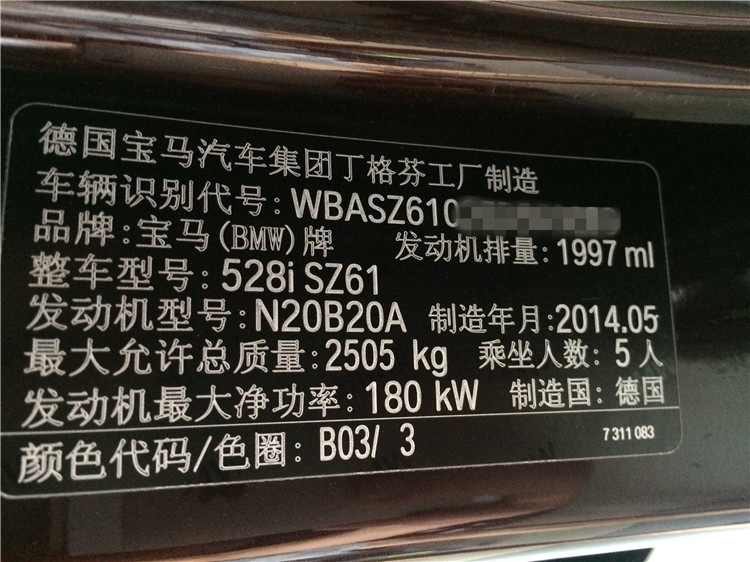 德国宝马汽车集团丁格芬工厂制造
车辆识别代号:WBASZ610
品牌:宝马(BMW)牌 发动机排量:1997 ml
整车型号:528i SZ61
发动机型号:N20B20A 制造年月:2014.05
最大允许总质量:2505 kg 乘坐人数:5人
发动机最大净功率:180 kW 制造国:德国
颜色代码/色圈: B03/ 3 7 311 083